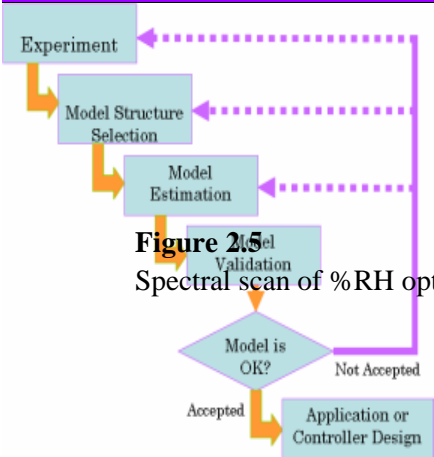 Experiment
Model Structure
Selection
Model
Estimation
Model
Validation
Figure 2.5
Spectral scan of %RH opt
Model is
OK?
Not Accepted
Accepted
Application or
Controller Design